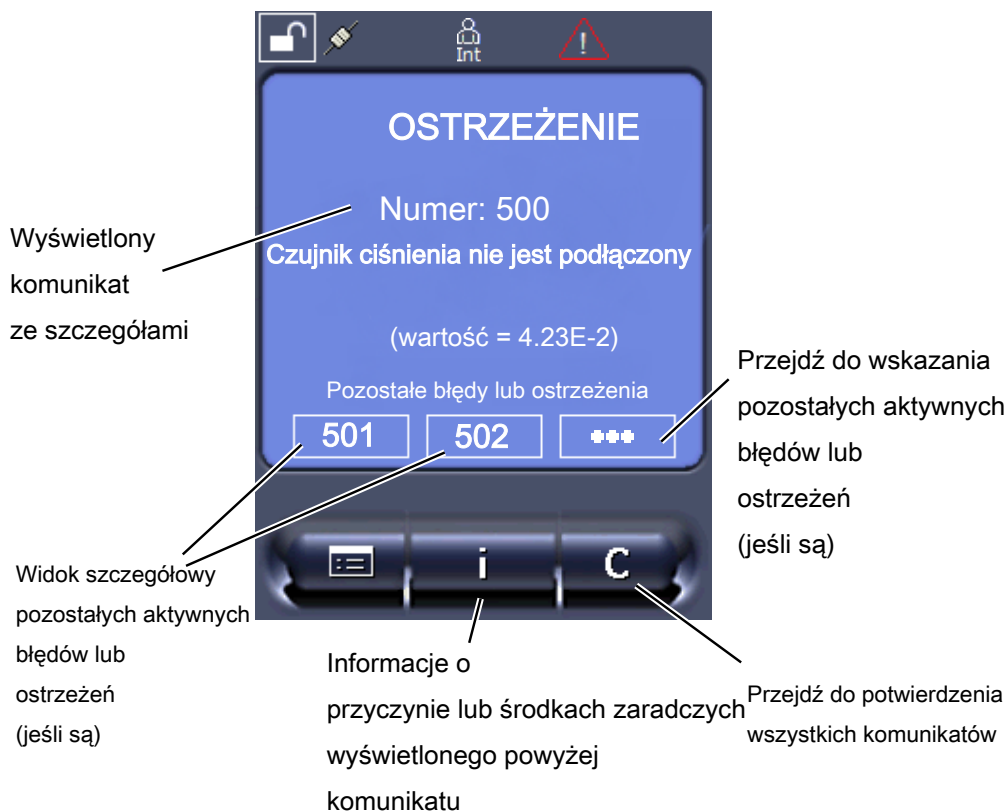 Int
!
OSTRZEŻENIE
Numer: 500
Czujnik ciśnienia nie jest podłączony
(wartość = 4.23E-2)
Pozostałe błędy lub ostrzeżenia
501
502
•••
i
C
Wyświetlony
komunikat
ze szczegółami
Przejdź do wskazania
pozostałych aktywnych
błędów lub
ostrzeżeń
(jeśli są)
Widok szczegółowy
pozostałych aktywnych
błędów lub
ostrzeżeń
(jeśli są)
Informacje o
przyczynie lub środkach zaradczych
wyświetlonego powyżej
komunikatu
Przejdź do potwierdzenia
wszystkich komunikatów